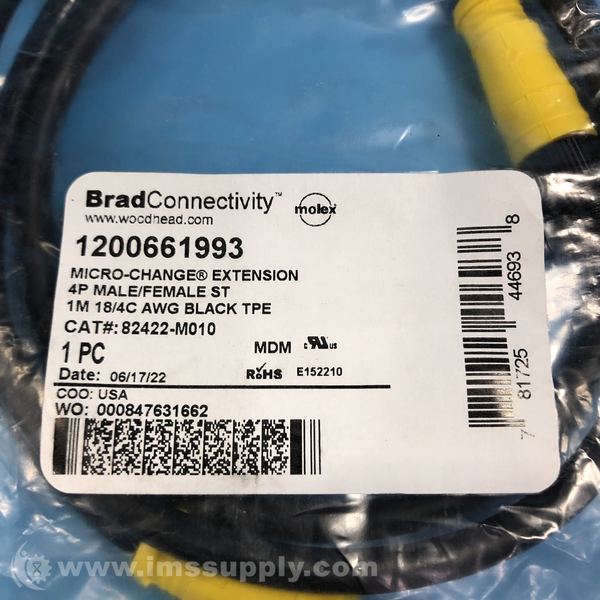 BradConnectivity™
www.woodhead.com
molex
1200661993
MICRO-CHANGE® EXTENSION
4P MALE/FEMALE ST
1M 18/4C AWG BLACK TPE
CAT#: 82422-M010
1 PC
MDM
c RU us
Date: 06/17/22
RoHS E152210
COO: USA
WO: 000847631662
7 81725 44693 8
www.imssupply.com